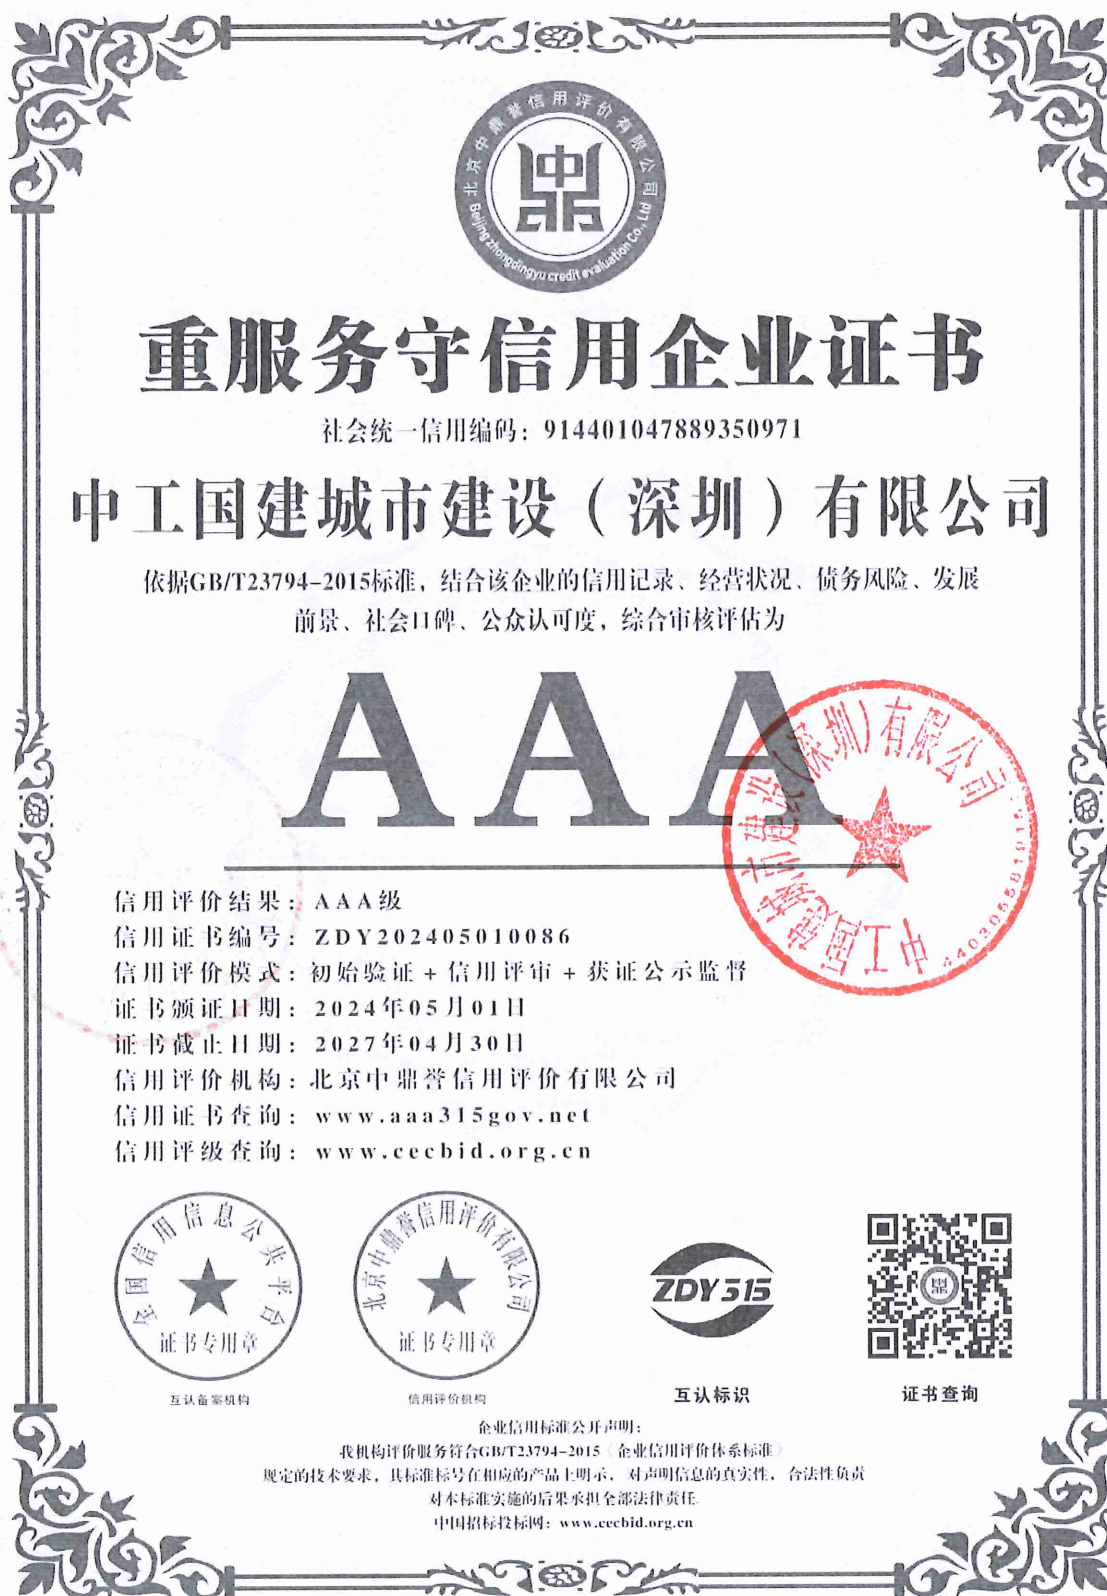 北京中鼎誉信用评价有限公司
Beijing zhongdingyu credit evaluation Co., Ltd
重服务守信用企业证书
社会统一信用编码：914401047889350971
中工国建城市建设（深圳）有限公司
依据GB/T23794-2015标准，结合该企业的信用记录、经营状况、债务风险、发展
前景、社会口碑、公众认可度，综合审核评估为
AAA
中工国建城市建设(深圳)有限公司
信用评价结果：AAA级
信用证书编号：ZDY202405010086
信用评价模式：初始验证+信用评审+获证公示监督
证书颁证日期：2024年05月01日
证书截止日期：2027年04月30日
信用评价机构：北京中鼎誉信用评价有限公司
信用证书查询：www.aaa315gov.net
信用评级查询：www.cecbid.org.cn
全国信用信息公共平台
证书专用章
互认备案机构
北京中鼎誉信用评价有限公司
证书专用章
信用评价机构
ZDY515
互认标识
证书查询
企业信用标准公开声明：
我机构评价服务符合GB/T23794-2015《企业信用评价体系标准》
规定的技术要求，其标准标号在相应的产品上明示，对声明信息的真实性，合法性负责
对本标准实施的后果承担全部法律责任.
中国招标投标网：www.cecbid.org.cn